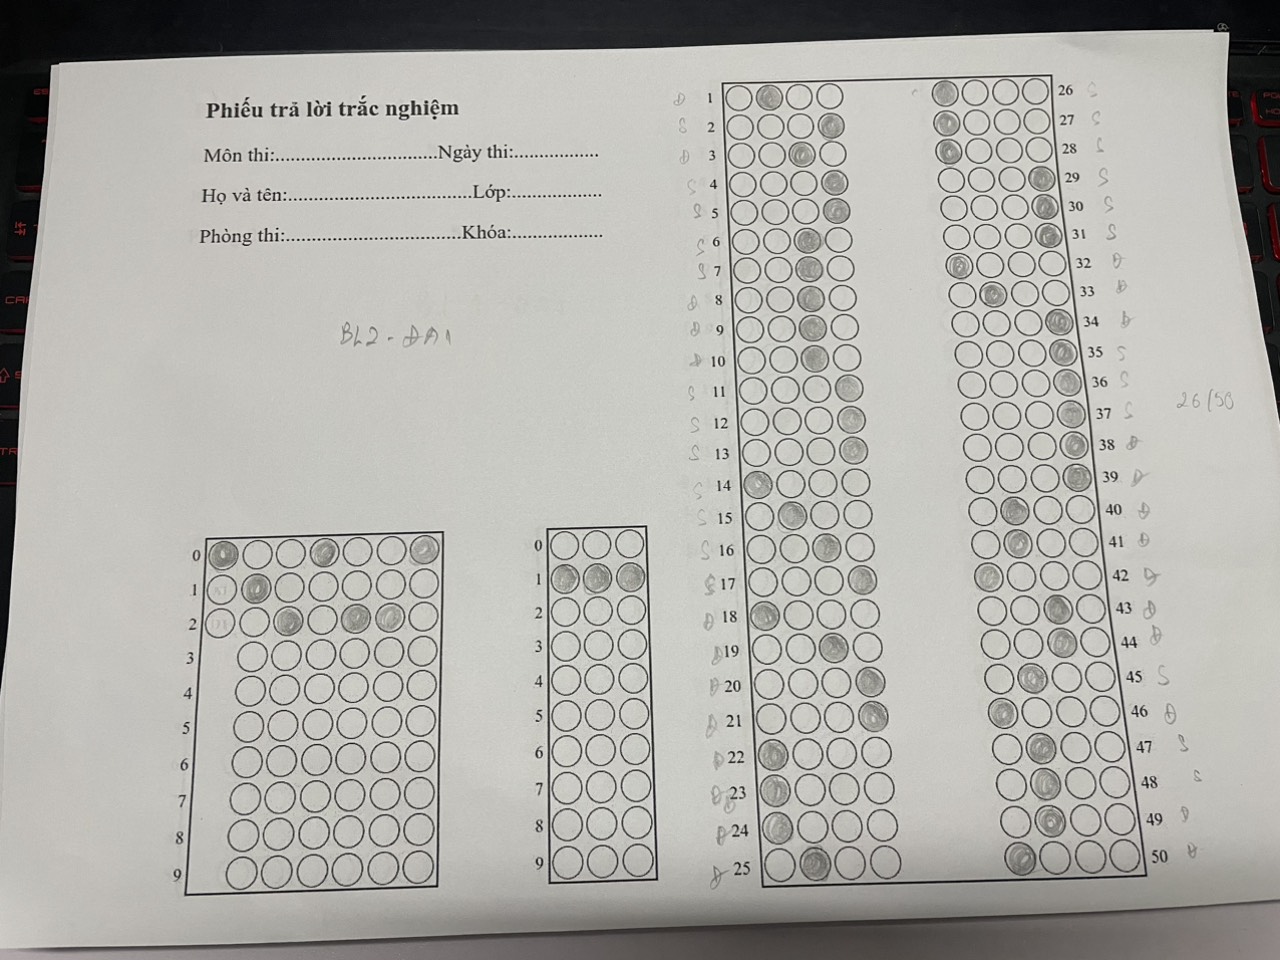 Phiếu trả lời trắc nghiệm
Môn thi:................................Ngày thi:.................
Họ và tên:....................................Lớp:..................
Phòng thi:..................................Khóa:..................
BL2-ĐA1
0
1
2
3
4
5
6
7
8
9
0
1
2
3
4
5
6
7
8
9
Đ 1
S 2
Đ 3
S 4
S 5
S 6
S 7
Đ 8
Đ 9
Đ 10
S 11
S 12
S 13
S 14
S 15
S 16
S 17
Đ 18
Đ 19
Đ 20
Đ 21
Đ 22
Đ 23
Đ 24
Đ 25
26 S
27 S
28 S
29 S
30 S
31 S
32 Đ
33 Đ
34 Đ
35 S
36 S
37 S
38 Đ
39 Đ
40 Đ
41 Đ
42 Đ
43 Đ
44 Đ
45 S
46 Đ
47 S
48 S
49 Đ
50 Đ
26/50